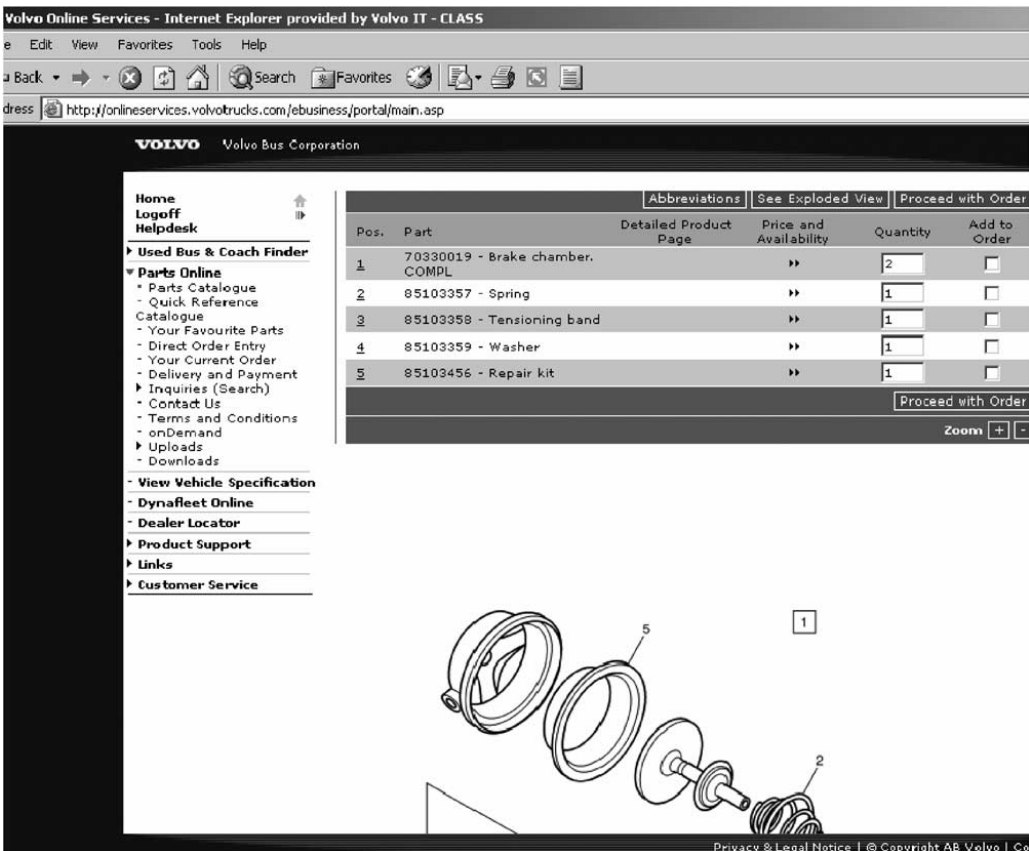 Volvo Online Services - Internet Explorer provided by Volvo IT - CLASS
e Edit View Favorites Tools Help
Back Search Favorites
dress http://onlineservices.volvotrucks.com/ebusiness/portal/main.asp
VOLVO Volvo Bus Corporation
Home
Logoff
Helpdesk
Used Bus & Coach Finder
Parts Online
Parts Catalogue
- Quick Reference
Catalogue
- Your Favourite Parts
- Direct Order Entry
- Your Current Order
- Delivery and Payment
Inquiries (Search)
- Contact Us
- Terms and Conditions
- onDemand
Uploads
- Downloads
- View Vehicle Specification
- Dynafleet Online
- Dealer Locator
Product Support
Links
Customer Service
Abbreviations See Exploded View Proceed with Order
Pos. Part Detailed Product Page Price and Availability Quantity Add to Order
1 70330019 - Brake chamber. COMPL 2
2 85103357 - Spring 1
3 85103358 - Tensioning band 1
4 85103359 - Washer 1
5 85103456 - Repair kit 1
Proceed with Order
Zoom + -
1
5
2
Privacy & Legal Notice | © Copyright AB Volvo | Co